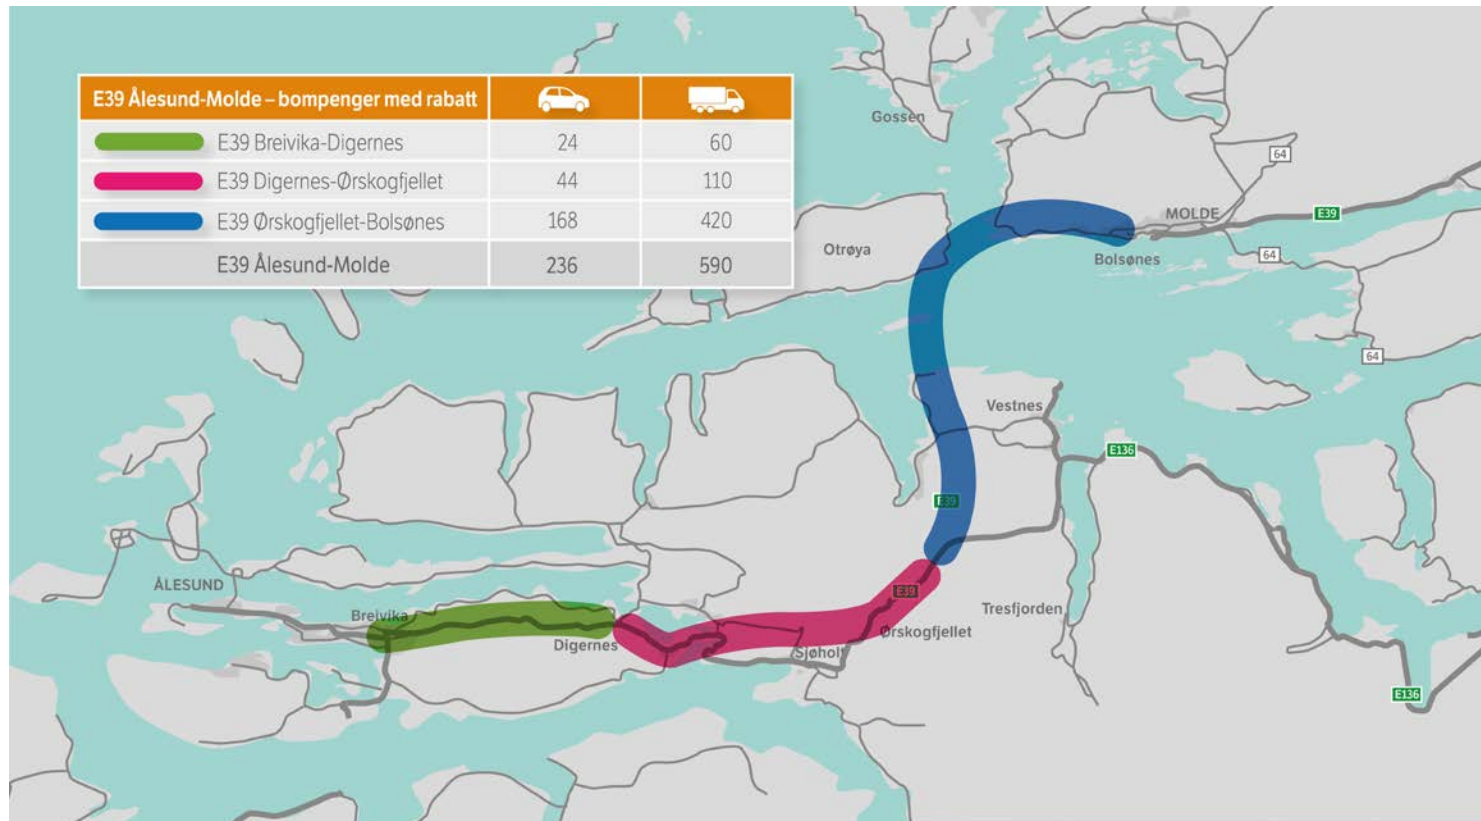 E39 Ålesund-Molde – bompenger med rabatt
E39 Breivika-Digernes 24 60
E39 Digernes-Ørskogfjellet 44 110
E39 Ørskogfjellet-Bolsønes 168 420
E39 Ålesund-Molde 236 590
Gossen
64
MOLDE
E39
Otrøya
Bolsønes
64
64
Vestnes
E136
E39
ÅLESUND
E39
Breivika
Tresfjorden
Digernes
Ørskogfjellet
Sjøholt
E136